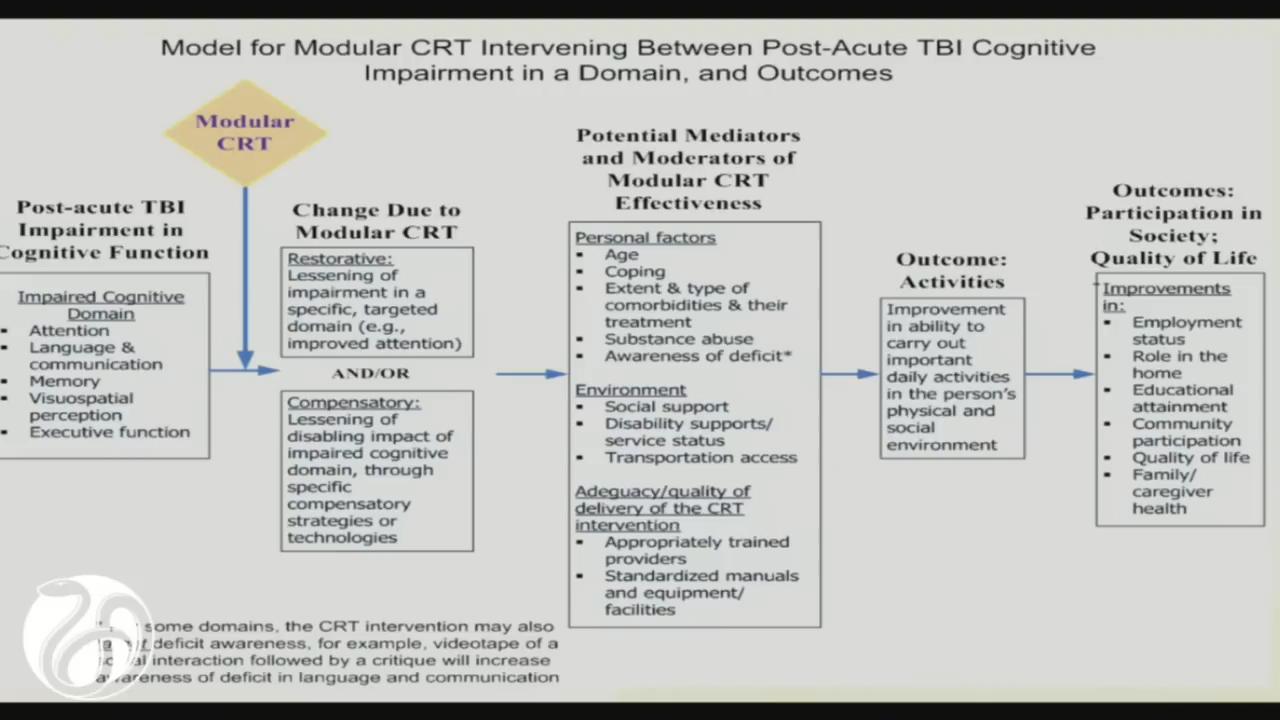 Model for Modular CRT Intervening Between Post-Acute TBI Cognitive
Impairment in a Domain, and Outcomes
Modular
CRT
Post-acute TBI
Impairment in
Cognitive Function
Impaired Cognitive
Domain
▪ Attention
▪ Language &
communication
▪ Memory
▪ Visuospatial
perception
▪ Executive function
Change Due to
Modular CRT
Restorative:
Lessening of
impairment in a
specific, targeted
domain (e.g.,
improved attention)
AND/OR
Compensatory:
Lessening of
disabling impact of
impaired cognitive
domain, through
specific
compensatory
strategies or
technologies
Potential Mediators
and Moderators of
Modular CRT
Effectiveness
Personal factors
▪ Age
▪ Coping
▪ Extent & type of
comorbidities & their
treatment
▪ Substance abuse
▪ Awareness of deficit*
Environment
▪ Social support
▪ Disability supports/
service status
▪ Transportation access
Adequacy/quality of
delivery of the CRT
intervention
▪ Appropriately trained
providers
▪ Standardized manuals
and equipment/
facilities
Outcome:
Activities
Improvement
in ability to
carry out
important
daily activities
in the person's
physical and
social
environment
Outcomes:
Participation in
Society;
Quality of Life
Improvements
in:
▪ Employment
status
▪ Role in the
home
▪ Educational
attainment
▪ Community
participation
▪ Quality of life
▪ Family/
caregiver
health
some domains, the CRT intervention may also
deficit awareness, for example, videotape of a
interaction followed by a critique will increase
awareness of deficit in language and communication